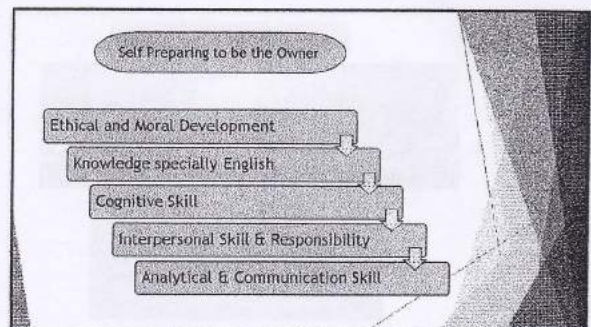 Self Preparing to be the Owner
Ethical and Moral Development
Knowledge specially English
Cognitive Skill
Interpersonal Skill & Responsibility
Analytical & Communication Skill